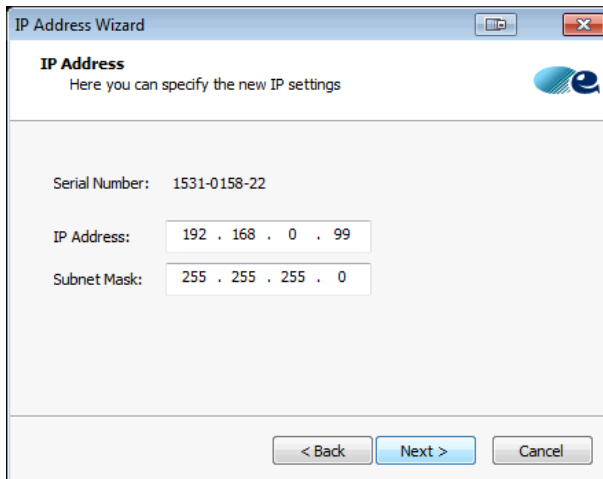 IP Address Wizard
IP Address
Here you can specify the new IP settings
e
Serial Number: 1531-0158-22
IP Address: 192 . 168 . 0 . 99
Subnet Mask: 255 . 255 . 255 . 0
< Back Next > Cancel